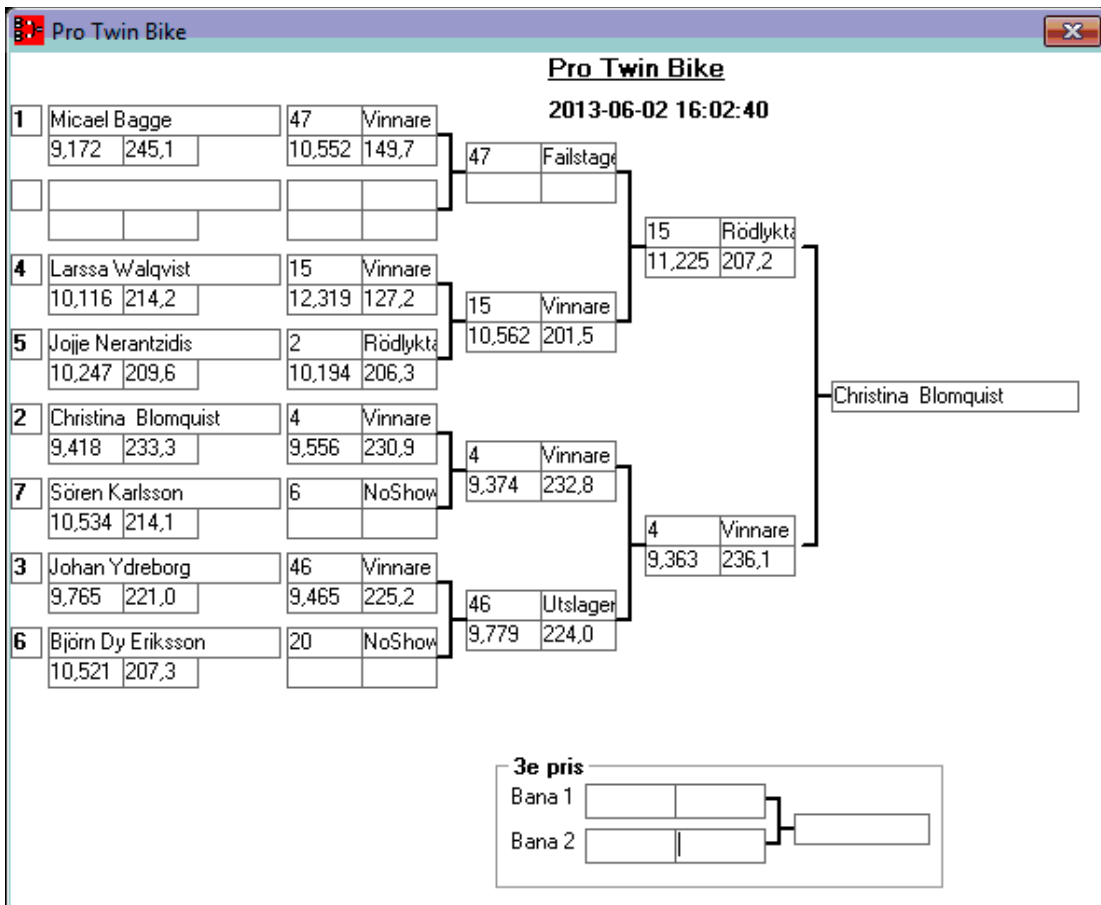 Pro Twin Bike
Pro Twin Bike
2013-06-02 16:02:40
1 Micael Bagge 47 Vinnare
9,172 245,1 10,552 149,7
47 Failstage
4 Larssa Walqvist 15 Vinnare
10,116 214,2 12,319 127,2
15 Vinnare
10,562 201,5
5 Jojje Nerantzidis 2 Rödlykta
10,247 209,6 10,194 206,3
15 Rödlykta
11,225 207,2
2 Christina Blomquist 4 Vinnare
9,418 233,3 9,556 230,9
4 Vinnare
9,374 232,8
7 Sören Karlsson 6 NoShow
10,534 214,1
3 Johan Ydreborg 46 Vinnare
9,765 221,0 9,465 225,2
46 Utslagen
9,779 224,0
6 Björn Dy Eriksson 20 NoShow
10,521 207,3
4 Vinnare
9,363 236,1
Christina Blomquist
3e pris
Bana 1
Bana 2